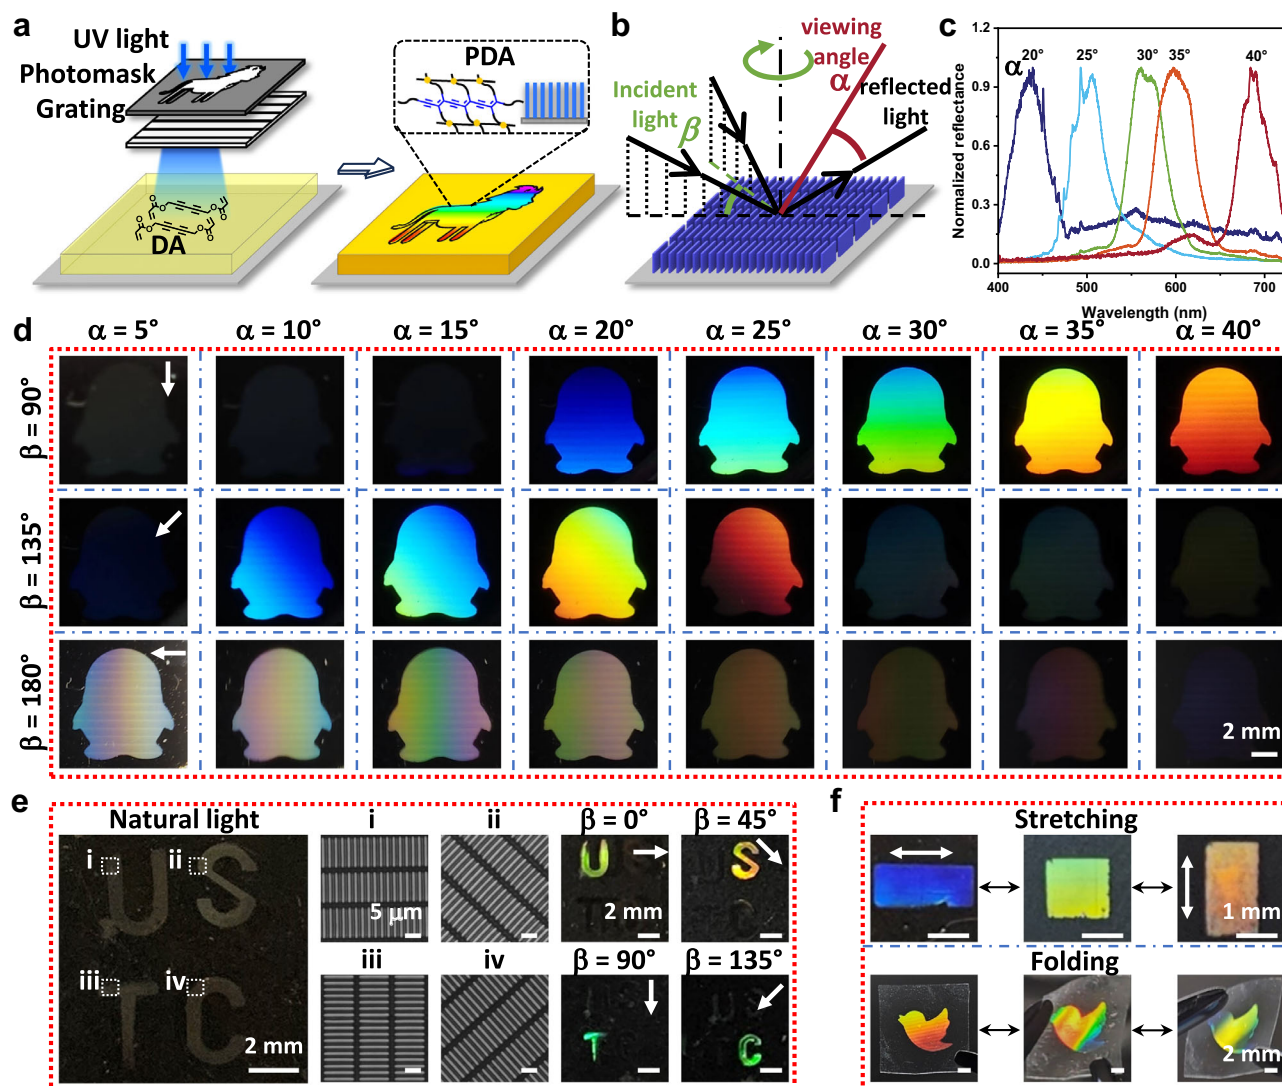 a
UV light
Photomask
Grating
DA
PDA
b
viewing
angle
α
Incident
light
β
reflected
light
c
Normalized reflectance
1.2
0.9
0.6
0.3
0.0
α
20° 25° 30° 35° 40°
400 500 600 700
Wavelength (nm)
d
α = 5° α = 10° α = 15° α = 20° α = 25° α = 30° α = 35° α = 40°
β = 90°
β = 135°
β = 180°
2 mm
e
Natural light
i ii
iii iv
2 mm
i ii β = 0° β = 45°
5 μm 2 mm
U S
iii iv β = 90° β = 135°
T C
f
Stretching
1 mm
Folding
2 mm